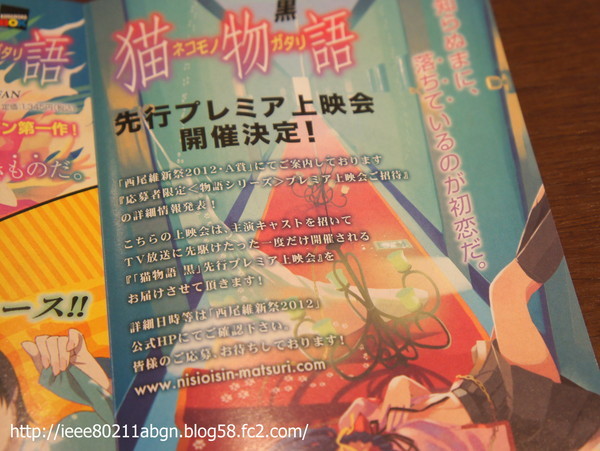 黒
猫物語
ネコモノ ガタリ
先行プレミア上映会
開催決定!
「西尾維新祭2012・A賞」にてご案内しております
『応募者限定<物語シリーズ>プレミア上映会ご招待』
の詳細情報発表!
こちらの上映会は、主演キャストを招いて
TV放送に先駆けたった一度だけ開催される
『「猫物語 黒」先行プレミア上映会』を
お届けさせて頂きます!
詳細日時等は「西尾維新祭2012」
公式HPにてご確認下さい。
皆様のご応募、お待ちしております!
www.nisioisin-matsuri.com
知らぬまに、
落ちているのが初恋だ。
語
ガタリ
ン第一作!
ものだ。
ース!!
http://ieee80211abgn.blog58.fc2.com/